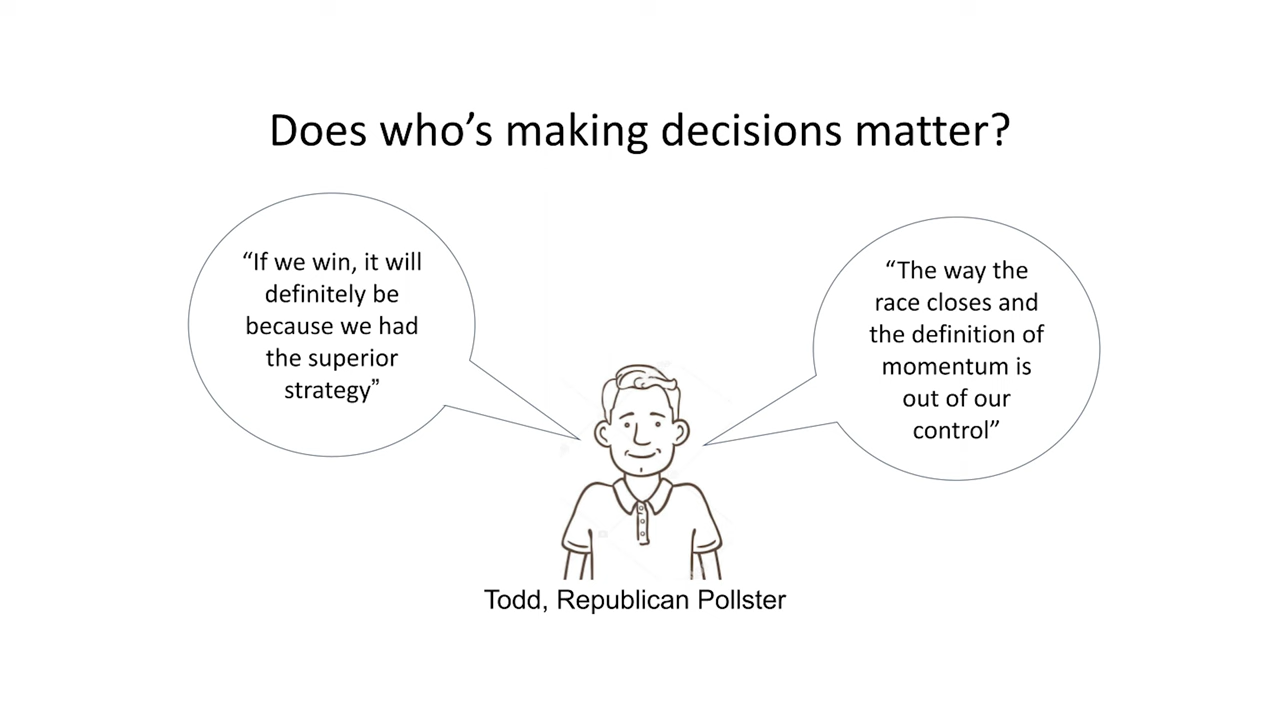 Does who’s making decisions matter?
“If we win, it will
definitely be
because we had
the superior
strategy”
“The way the
race closes and
the definition of
momentum is
out of our
control”
Todd, Republican Pollster